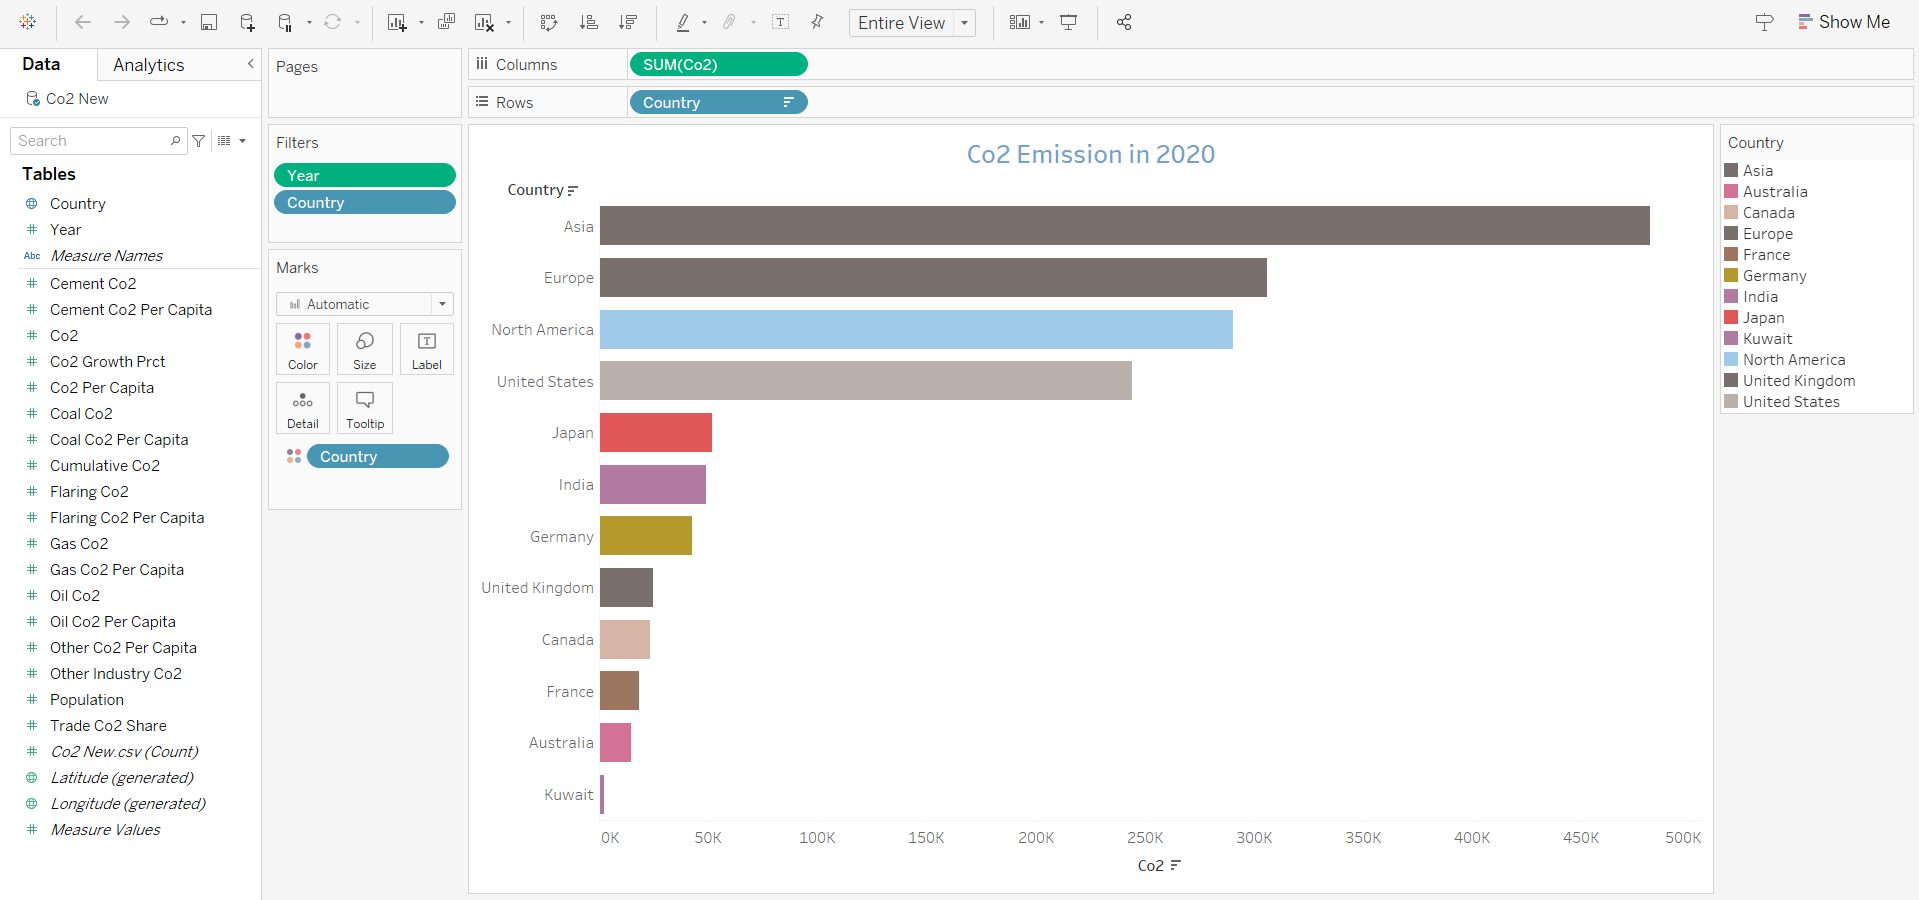 Entire View
Show Me
Data
Analytics
Co2 New
Search
Tables
Country
Year
Abc
Measure Names
Cement Co2
Cement Co2 Per Capita
Co2
Co2 Growth Prct
Co2 Per Capita
Coal Co2
Coal Co2 Per Capita
Cumulative Co2
Flaring Co2
Flaring Co2 Per Capita
Gas Co2
Gas Co2 Per Capita
Oil Co2
Oil Co2 Per Capita
Other Co2 Per Capita
Other Industry Co2
Population
Trade Co2 Share
Co2 New.csv (Count)
Latitude (generated)
Longitude (generated)
Measure Values
Pages
Filters
Year
Country
Marks
Automatic
Color
Size
T
Label
Detail
Tooltip
Country
Columns
SUM(Co2)
Rows
Country
Co2 Emission in 2020
Country
Asia
Europe
North America
United States
Japan
India
Germany
United Kingdom
Canada
France
Australia
Kuwait
0K 50K 100K 150K 200K 250K 300K 350K 400K 450K 500K
Co2
Country
Asia
Australia
Canada
Europe
France
Germany
India
Japan
Kuwait
North America
United Kingdom
United States